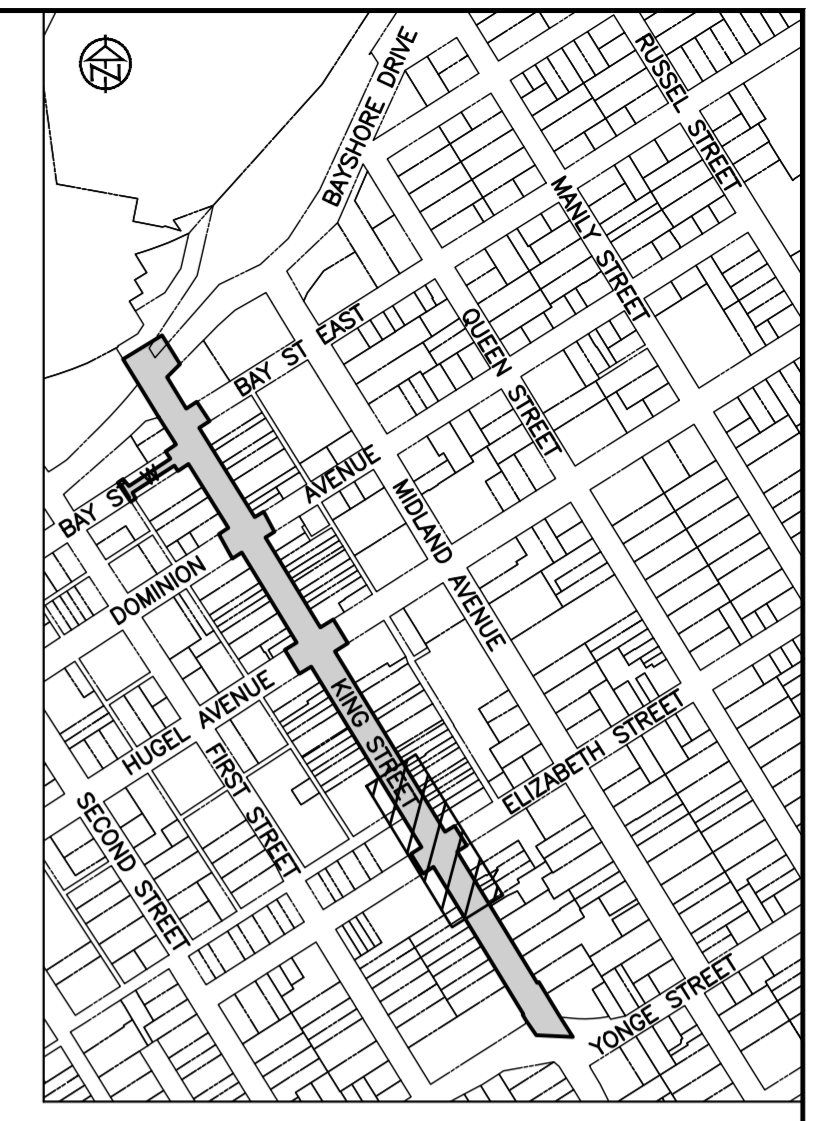 N
BAYSHORE DRIVE
RUSSEL STREET
MANLY STREET
QUEEN STREET
BAY ST EAST
BAY ST W
DOMINION AVENUE
MIDLAND AVENUE
HUGEL AVENUE
KING STREET
FIRST STREET
SECOND STREET
ELIZABETH STREET
YONGE STREET